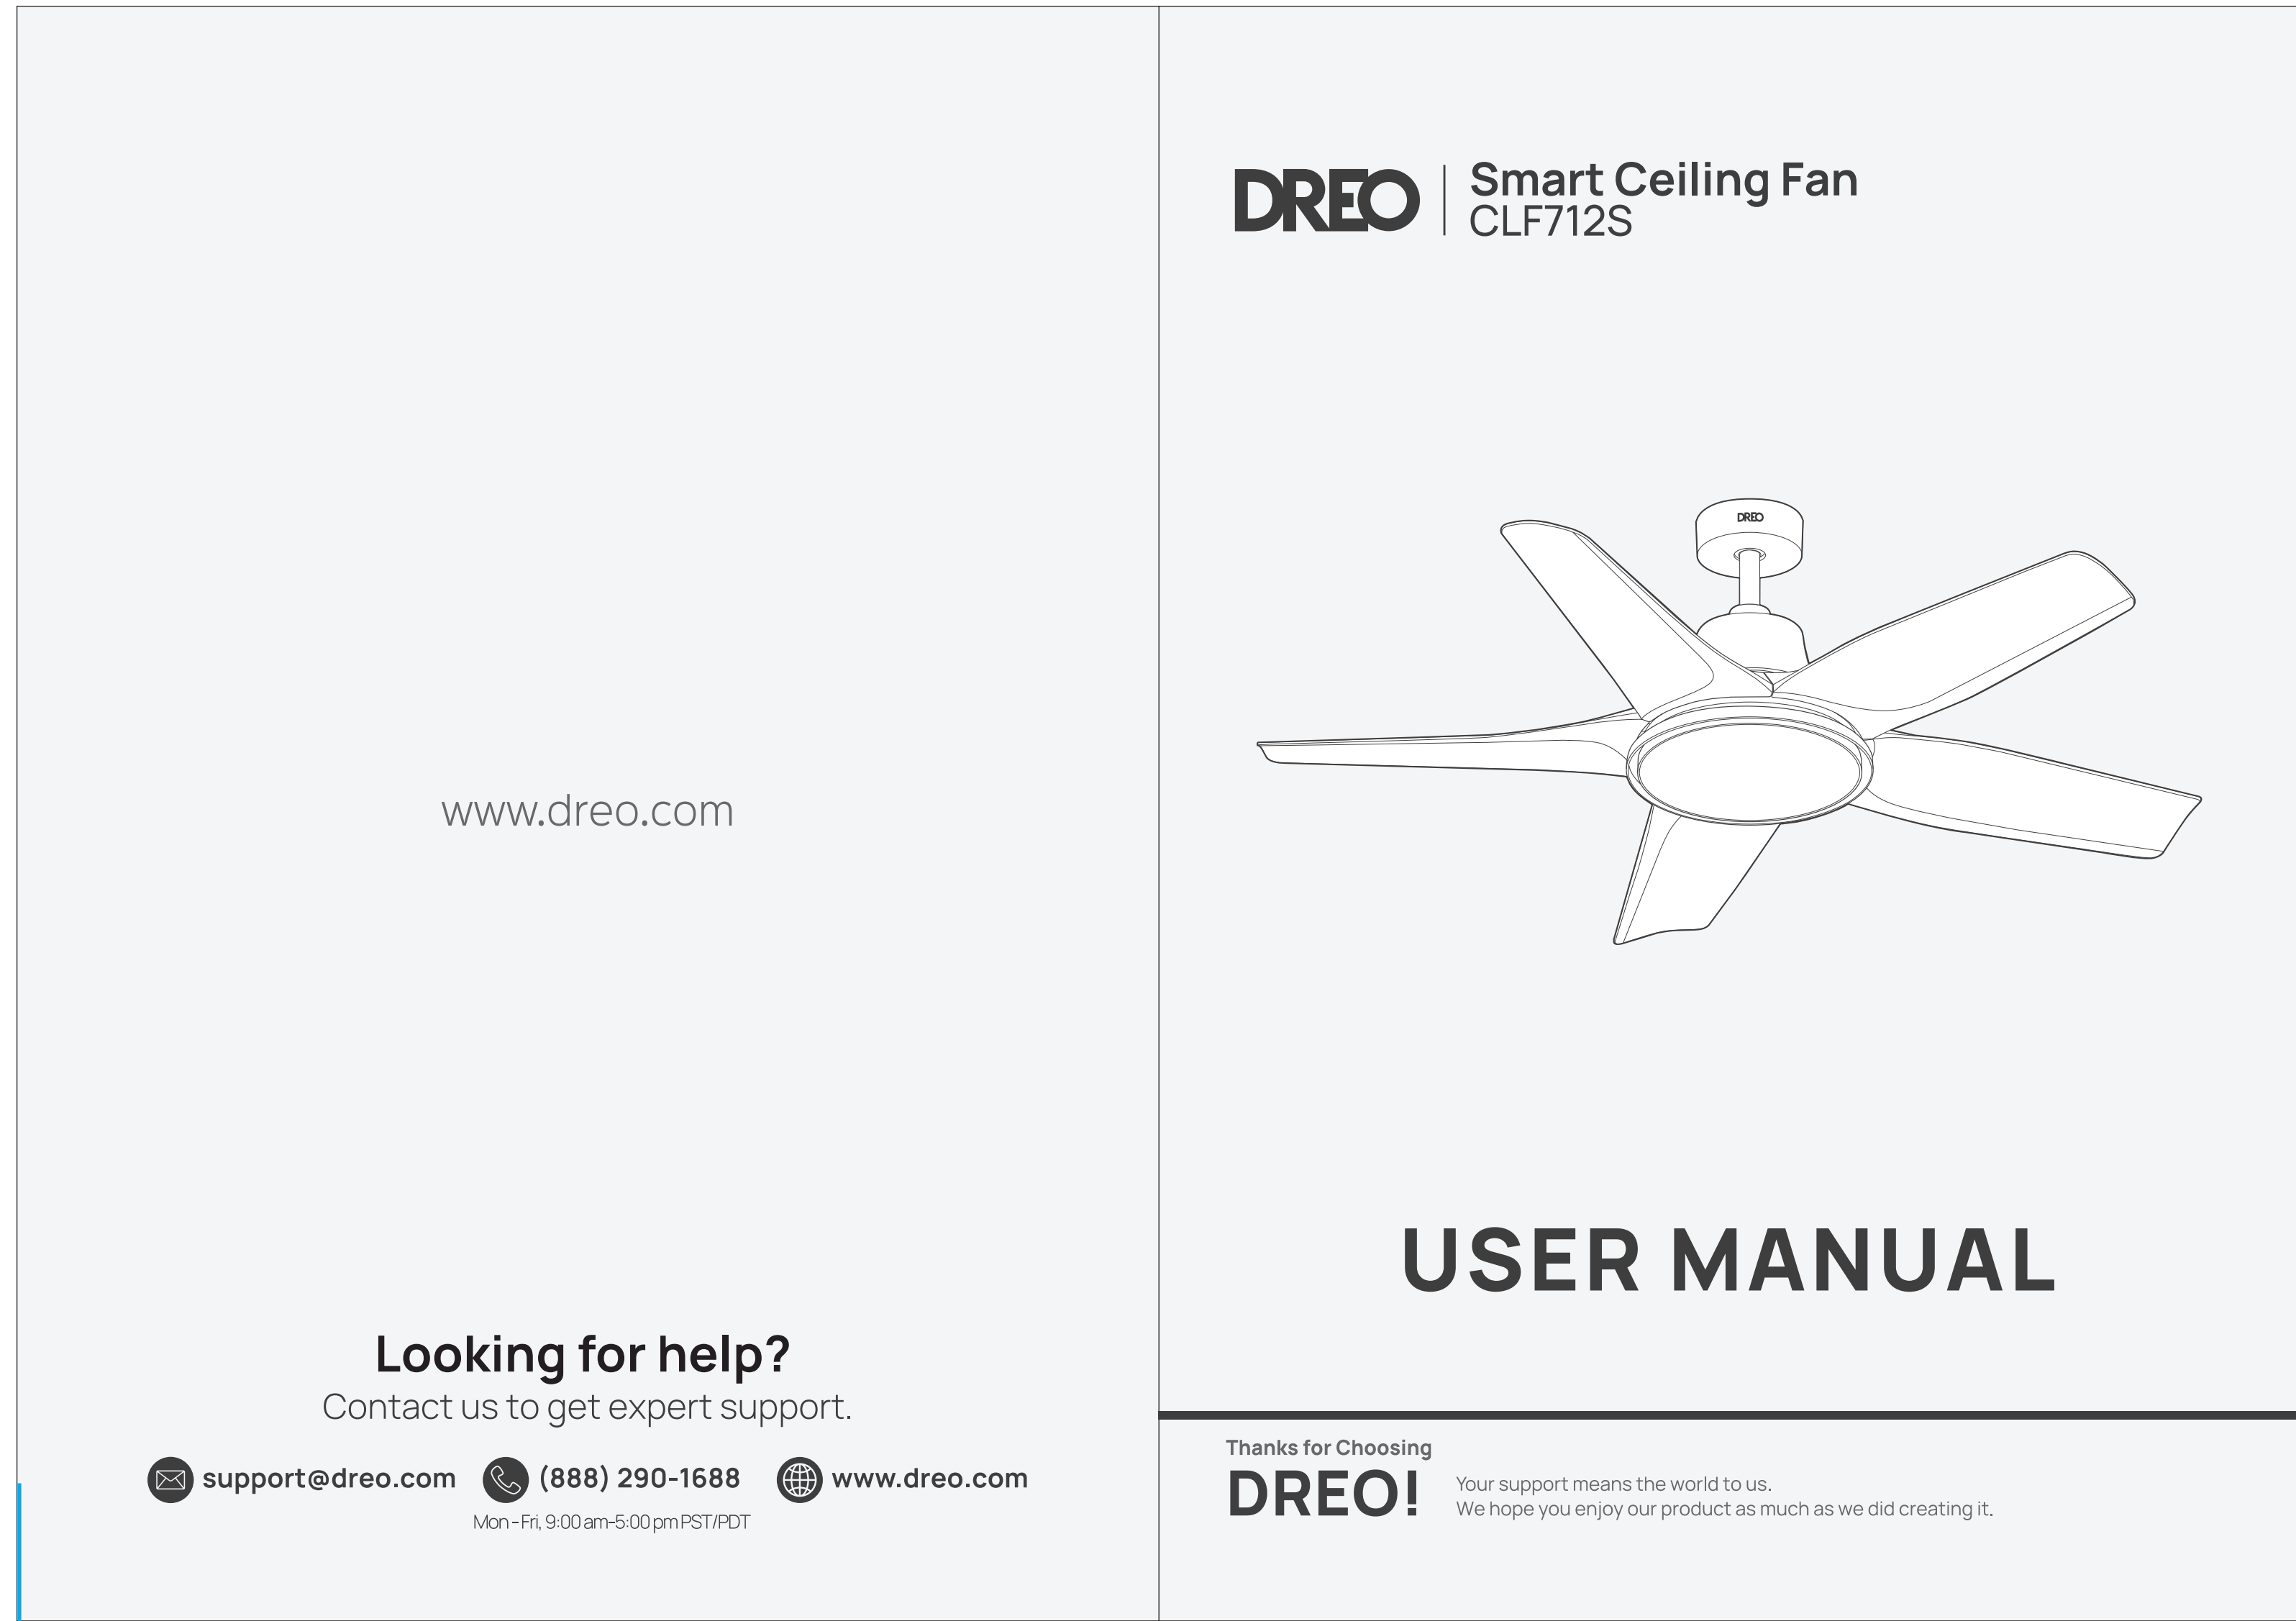 www.dreo.com
Looking for help?
Contact us to get expert support.
support@dreo.com
(888) 290-1688
www.dreo.com
Mon - Fri, 9:00 am-5:00 pm PST/PDT
DREO
Smart Ceiling Fan
CLF712S
DREO
USER MANUAL
Thanks for Choosing
DREO!
Your support means the world to us.
We hope you enjoy our product as much as we did creating it.